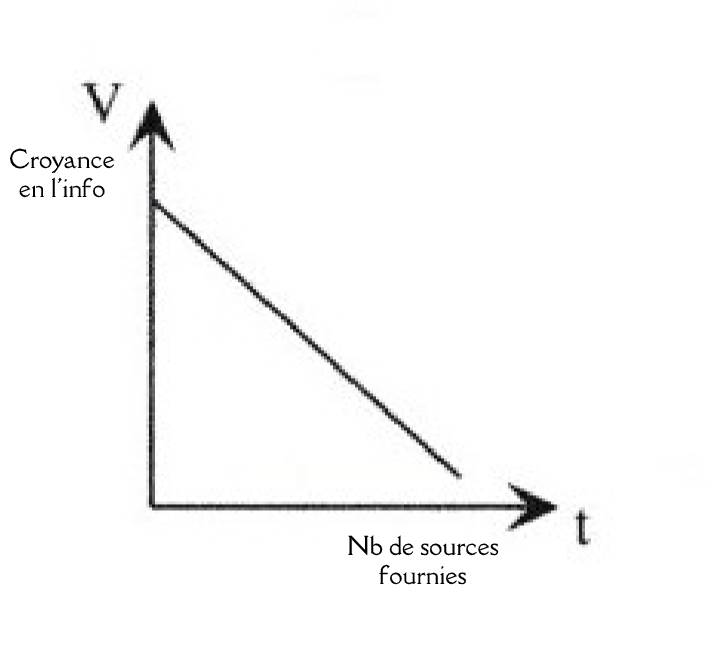 V
Croyance
en l'info
t
Nb de sources
fournies